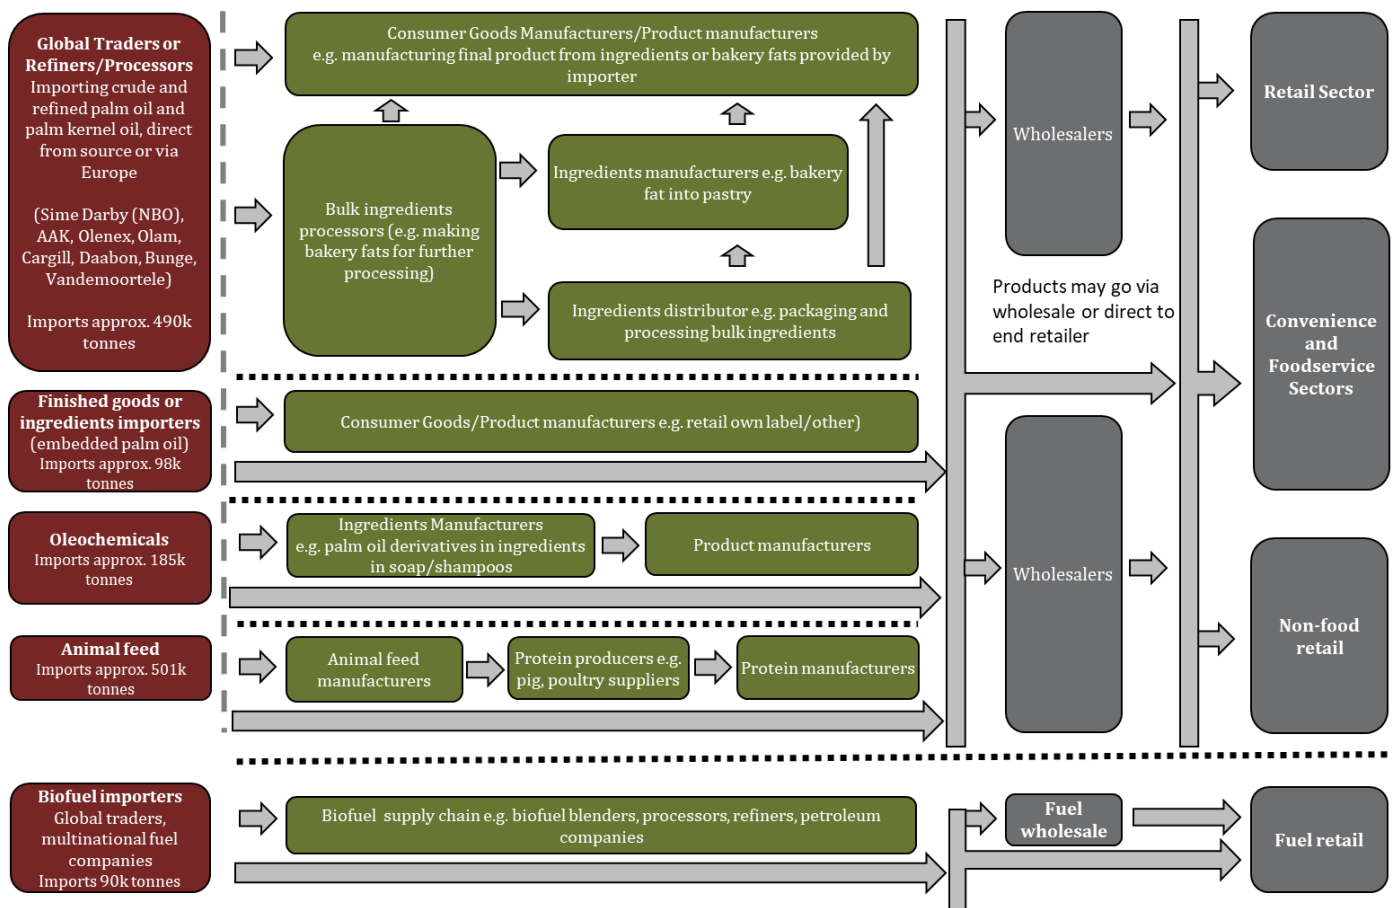 Global Traders or
Refiners/Processors
Importing crude and
refined palm oil and
palm kernel oil, direct
from source or via
Europe
(Sime Darby (NBO),
AAK, Olenex, Olam,
Cargill, Daabon, Bunge,
Vandemoortele)
Imports approx. 490k
tonnes
Consumer Goods Manufacturers/Product manufacturers
e.g. manufacturing final product from ingredients or bakery fats provided by
importer
Bulk ingredients
processors (e.g. making
bakery fats for further
processing)
Ingredients manufacturers e.g. bakery
fat into pastry
Ingredients distributor e.g. packaging and
processing bulk ingredients
Wholesalers
Products may go via
wholesale or direct to
end retailer
Retail Sector
Convenience
and
Foodservice
Sectors
Finished goods or
ingredients importers
(embedded palm oil)
Imports approx. 98k
tonnes
Consumer Goods/Product manufacturers e.g. retail own label/other)
Oleochemicals
Imports approx. 185k
tonnes
Ingredients Manufacturers
e.g. palm oil derivatives in ingredients
in soap/shampoos
Product manufacturers
Wholesalers
Non-food
retail
Animal feed
Imports approx. 501k
tonnes
Animal feed
manufacturers
Protein producers e.g.
pig, poultry suppliers
Protein manufacturers
Biofuel importers
Global traders,
multinational fuel
companies
Imports 90k tonnes
Biofuel supply chain e.g. biofuel blenders, processors, refiners, petroleum
companies
Fuel
wholesale
Fuel retail